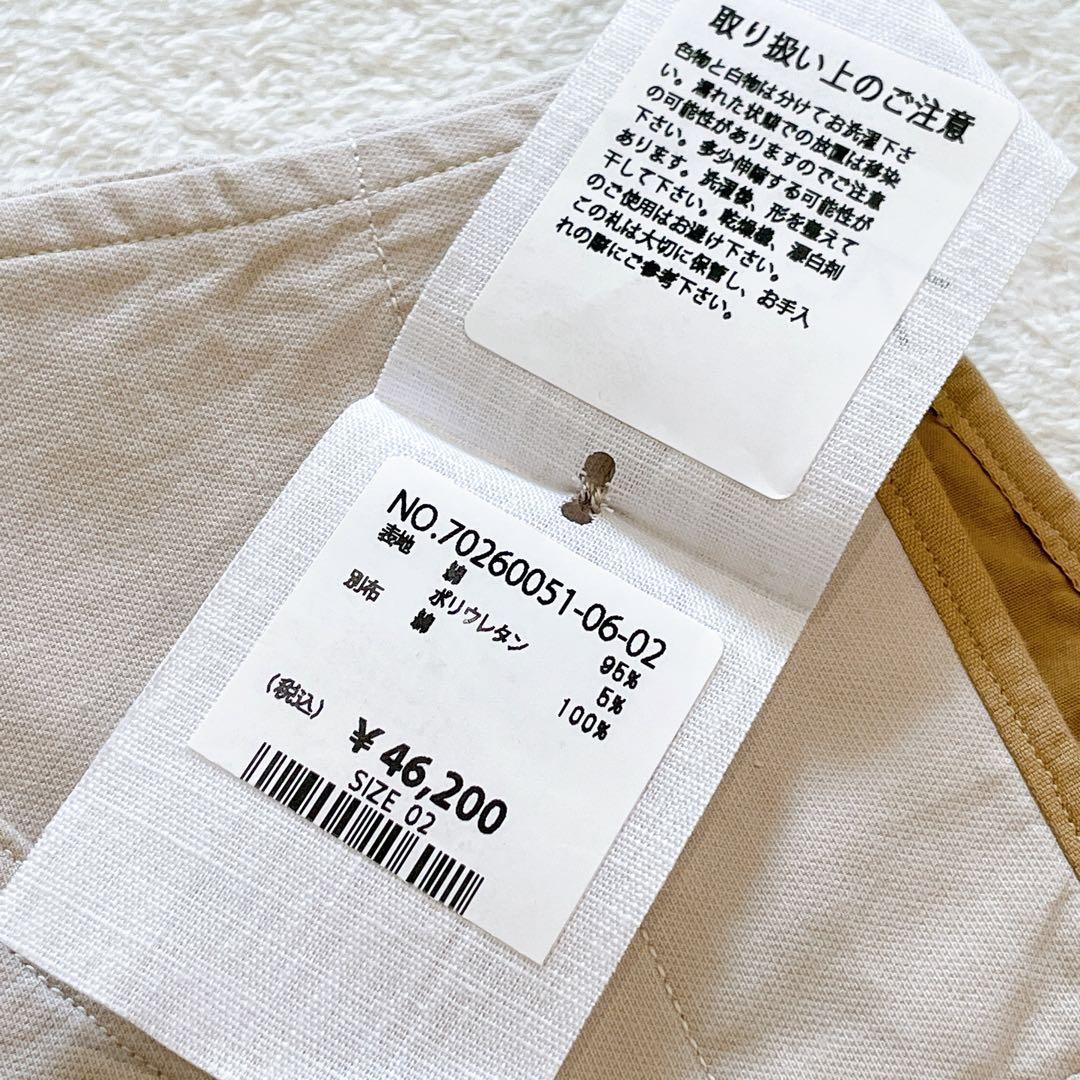 取り扱い上のご注意
色物と白物は分けてお洗濯下さ
い。濡れた状態での放置は移染
の可能性がありますのでご注意
下さい。多少伸縮する可能性が
あります。洗濯後、形を整えて
干して下さい。乾燥機、漂白剤
のご使用はお避け下さい。
この札は大切に保管し、お手入
れの際にご参考下さい。
NO.70260051-06-02
表地 綿 95%
ポリウレタン 5%
別布 綿 100%
(税込) ¥46,200
SIZE 02